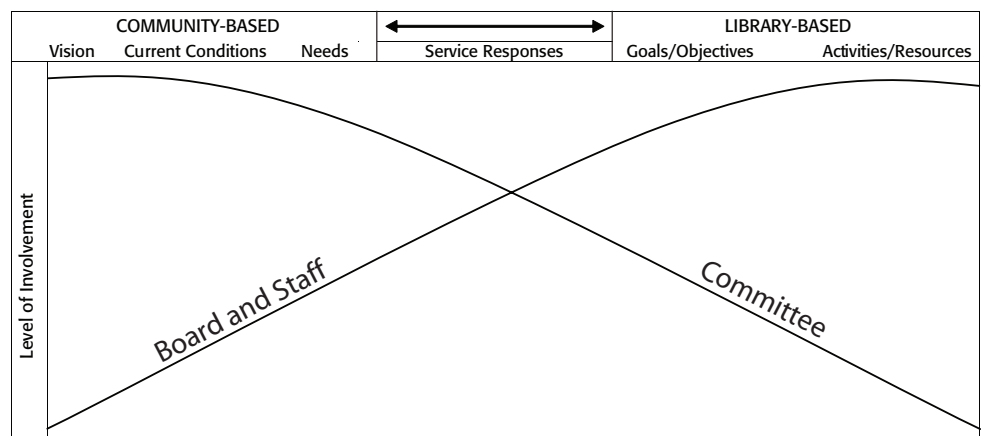 COMMUNITY-BASED
LIBRARY-BASED
Vision Current Conditions Needs Service Responses Goals/Objectives Activities/Resources
Level of Involvement
Board and Staff
Committee